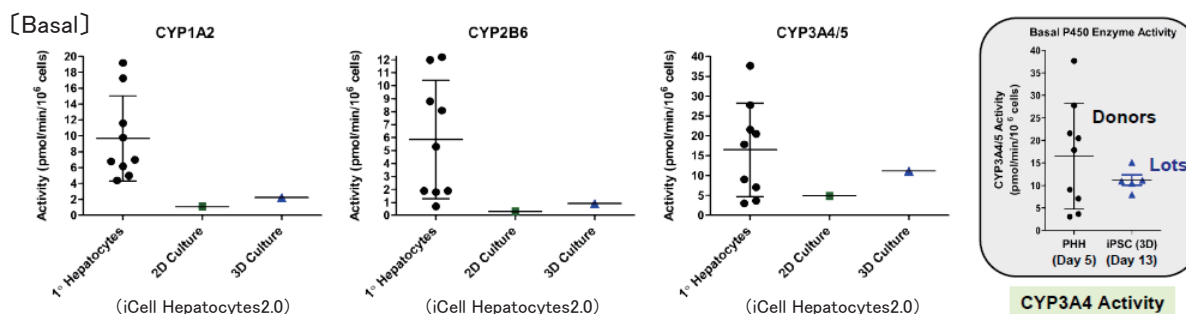 〔Basal〕
CYP1A2
Activity (pmol/min/10⁶ cells)
20
18
16
14
12
10
8
6
4
2
0
1° Hepatocytes
2D Culture
3D Culture
(iCell Hepatocytes2.0)
CYP2B6
Activity (pmol/min/10⁶ cells)
12
11
10
9
8
7
6
5
4
3
2
1
0
1° Hepatocytes
2D Culture
3D Culture
(iCell Hepatocytes2.0)
CYP3A4/5
Activity (pmol/min/10⁶ cells)
40
35
30
25
20
15
10
5
0
1° Hepatocytes
2D Culture
3D Culture
(iCell Hepatocytes2.0)
Basal P450 Enzyme Activity
CYP3A4/5 Activity
(pmol/min/10⁶ cells)
40
35
30
25
20
15
10
5
0
Donors
Lots
PHH
(Day 5)
iPSC (3D)
(Day 13)
CYP3A4 Activity